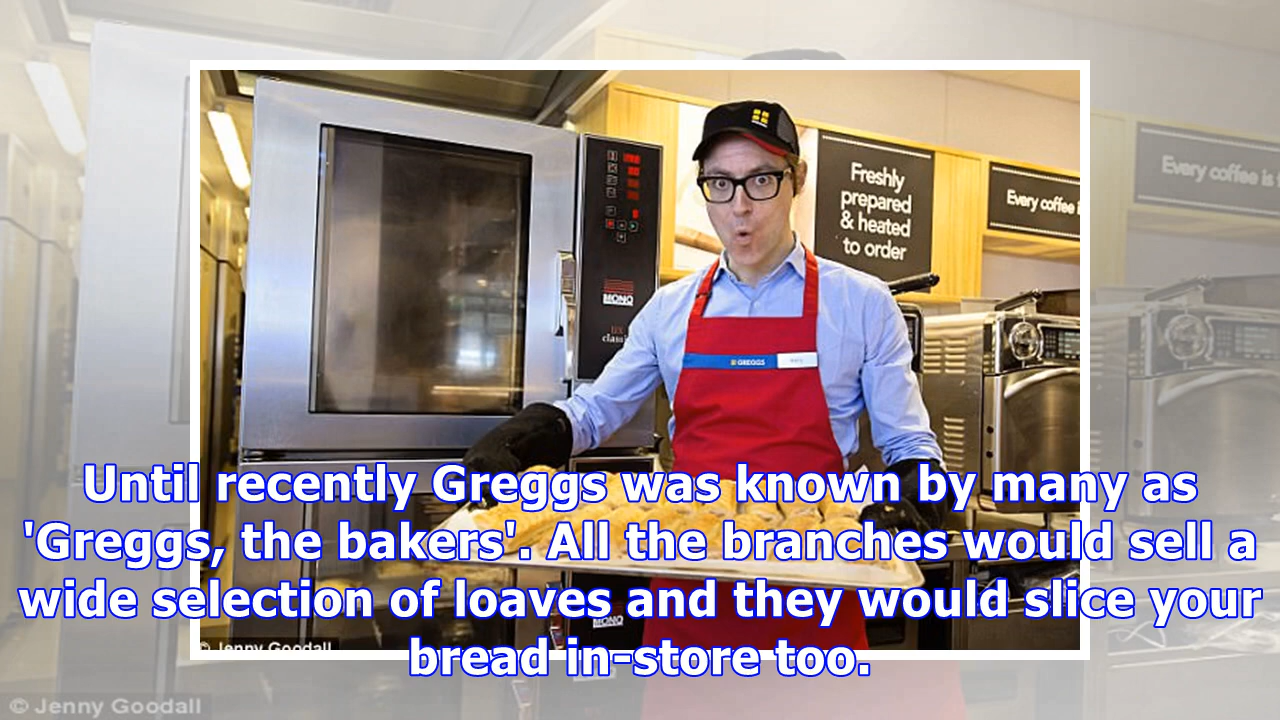 Freshly
prepared
& heated
to order
Every coffee i
Every coffee is
MONO
classi
GREGGS
Until recently Greggs was known by many as
'Greggs, the bakers'. All the branches would sell a
wide selection of loaves and they would slice your
bread in-store too.
MONO
© Jenny Goodall
© Jenny Goodall